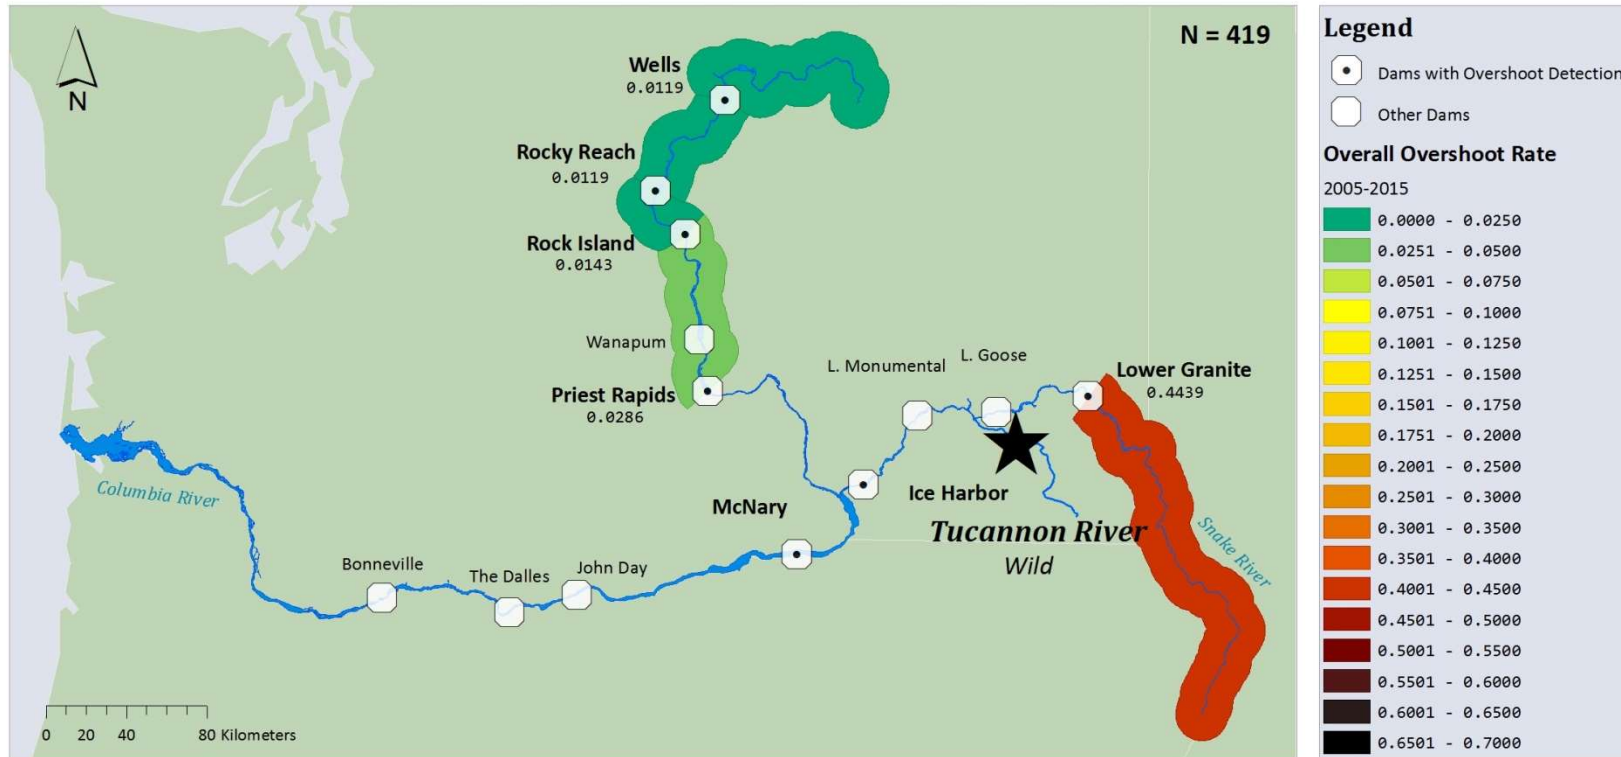 N = 419
N
Wells
0.0119
Rocky Reach
0.0119
Rock Island
0.0143
Wanapum
Priest Rapids
0.0286
L. Monumental
L. Goose
Lower Granite
0.4439
Columbia River
McNary
Ice Harbor
Tucannon River
Wild
Snake River
Bonneville
The Dalles
John Day
0 20 40 80 Kilometers
Legend
Dams with Overshoot Detection
Other Dams
Overall Overshoot Rate
2005-2015
0.0000 - 0.0250
0.0251 - 0.0500
0.0501 - 0.0750
0.0751 - 0.1000
0.1001 - 0.1250
0.1251 - 0.1500
0.1501 - 0.1750
0.1751 - 0.2000
0.2001 - 0.2500
0.2501 - 0.3000
0.3001 - 0.3500
0.3501 - 0.4000
0.4001 - 0.4500
0.4501 - 0.5000
0.5001 - 0.5500
0.5501 - 0.6000
0.6001 - 0.6500
0.6501 - 0.7000